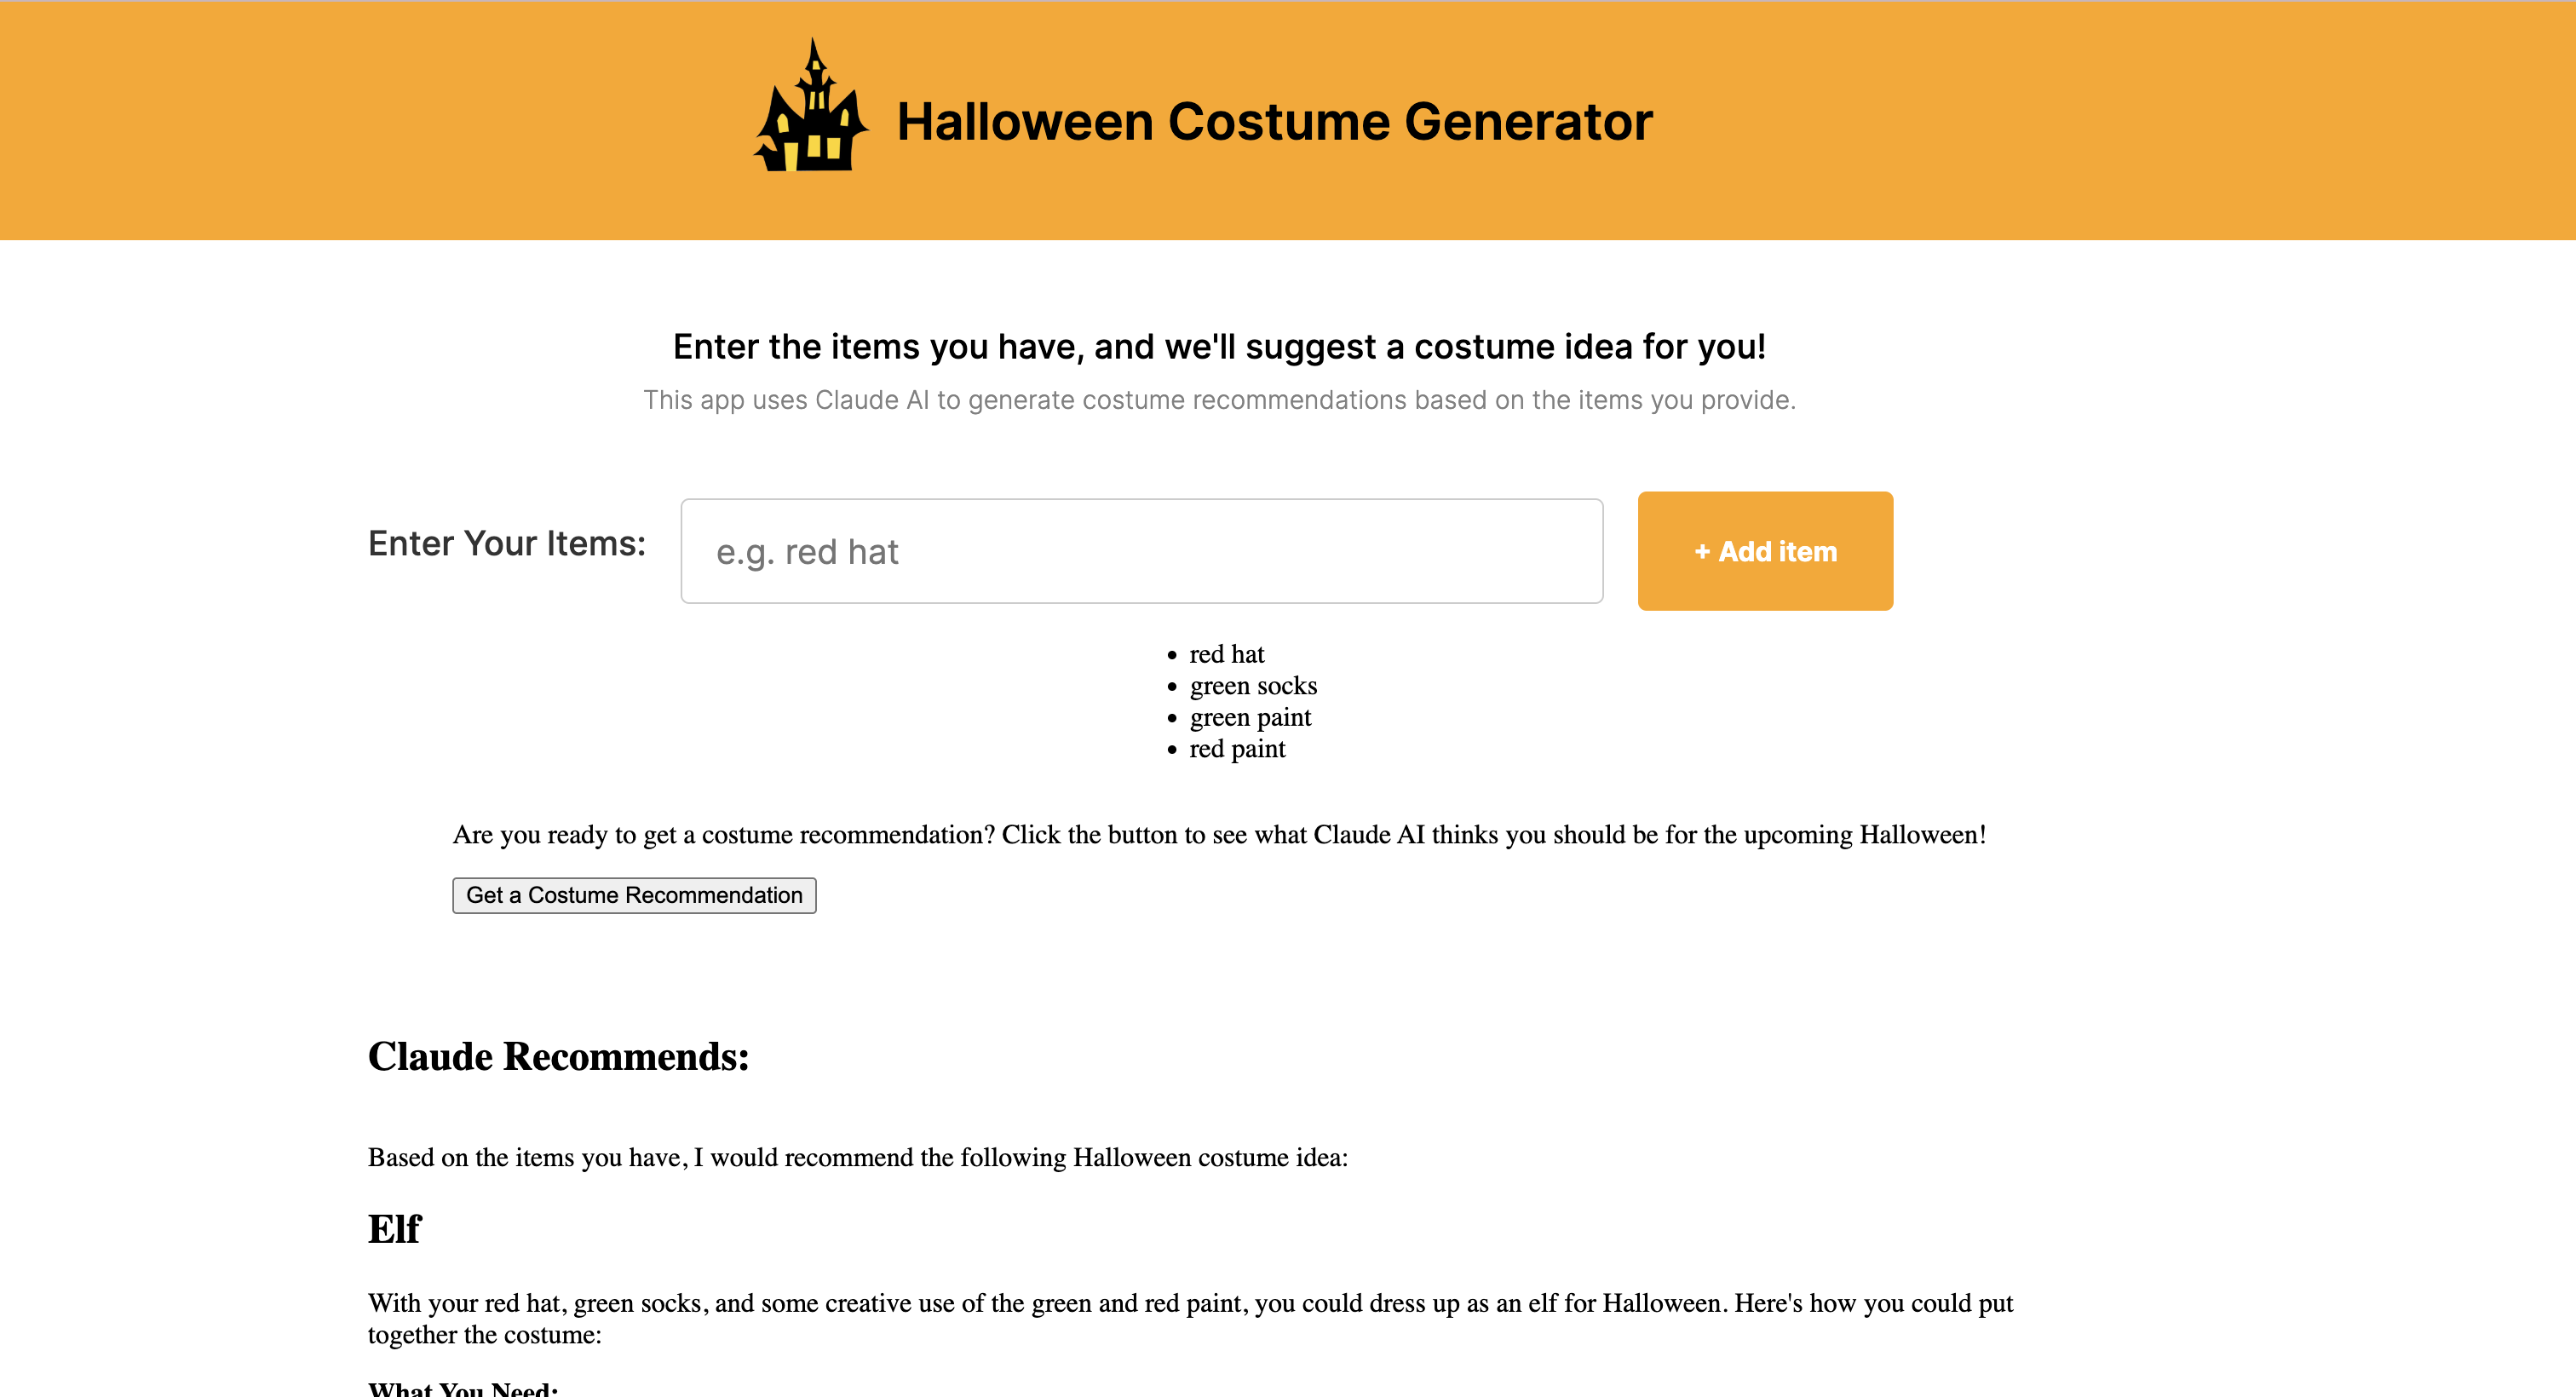 Halloween Costume Generator
Enter the items you have, and we'll suggest a costume idea for you!
This app uses Claude AI to generate costume recommendations based on the items you provide.
Enter Your Items:
e.g. red hat
+ Add item
• red hat
• green socks
• green paint
• red paint
Are you ready to get a costume recommendation? Click the button to see what Claude AI thinks you should be for the upcoming Halloween!
Get a Costume Recommendation
Claude Recommends:
Based on the items you have, I would recommend the following Halloween costume idea:
Elf
With your red hat, green socks, and some creative use of the green and red paint, you could dress up as an elf for Halloween. Here's how you could put
together the costume:
What You Need: